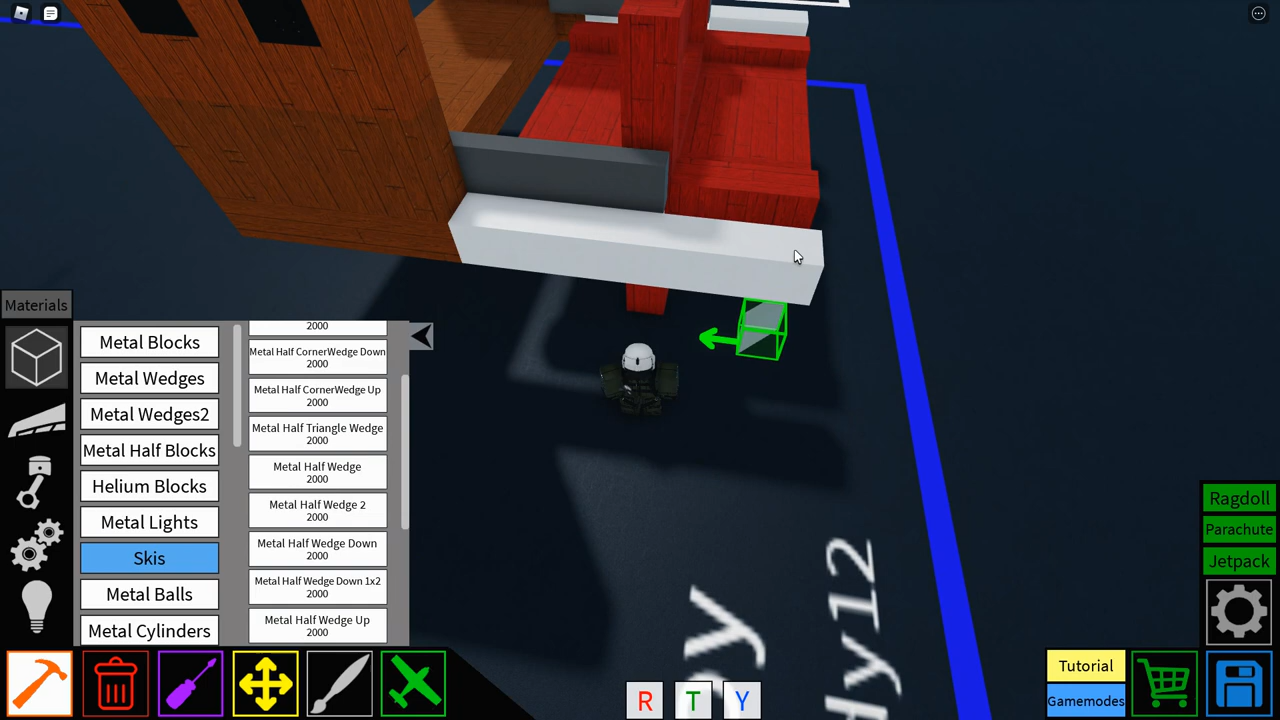 Materials
Metal Blocks
Metal Wedges
Metal Wedges2
Metal Half Blocks
Helium Blocks
Metal Lights
Skis
Metal Balls
Metal Cylinders
2000
Metal Half CornerWedge Down
2000
Metal Half CornerWedge Up
2000
Metal Half Triangle Wedge
2000
Metal Half Wedge
2000
Metal Half Wedge 2
2000
Metal Half Wedge Down
2000
Metal Half Wedge Down 1x2
2000
Metal Half Wedge Up
2000
R
T
Y
Ragdoll
Parachute
Jetpack
Tutorial
Gamemodes